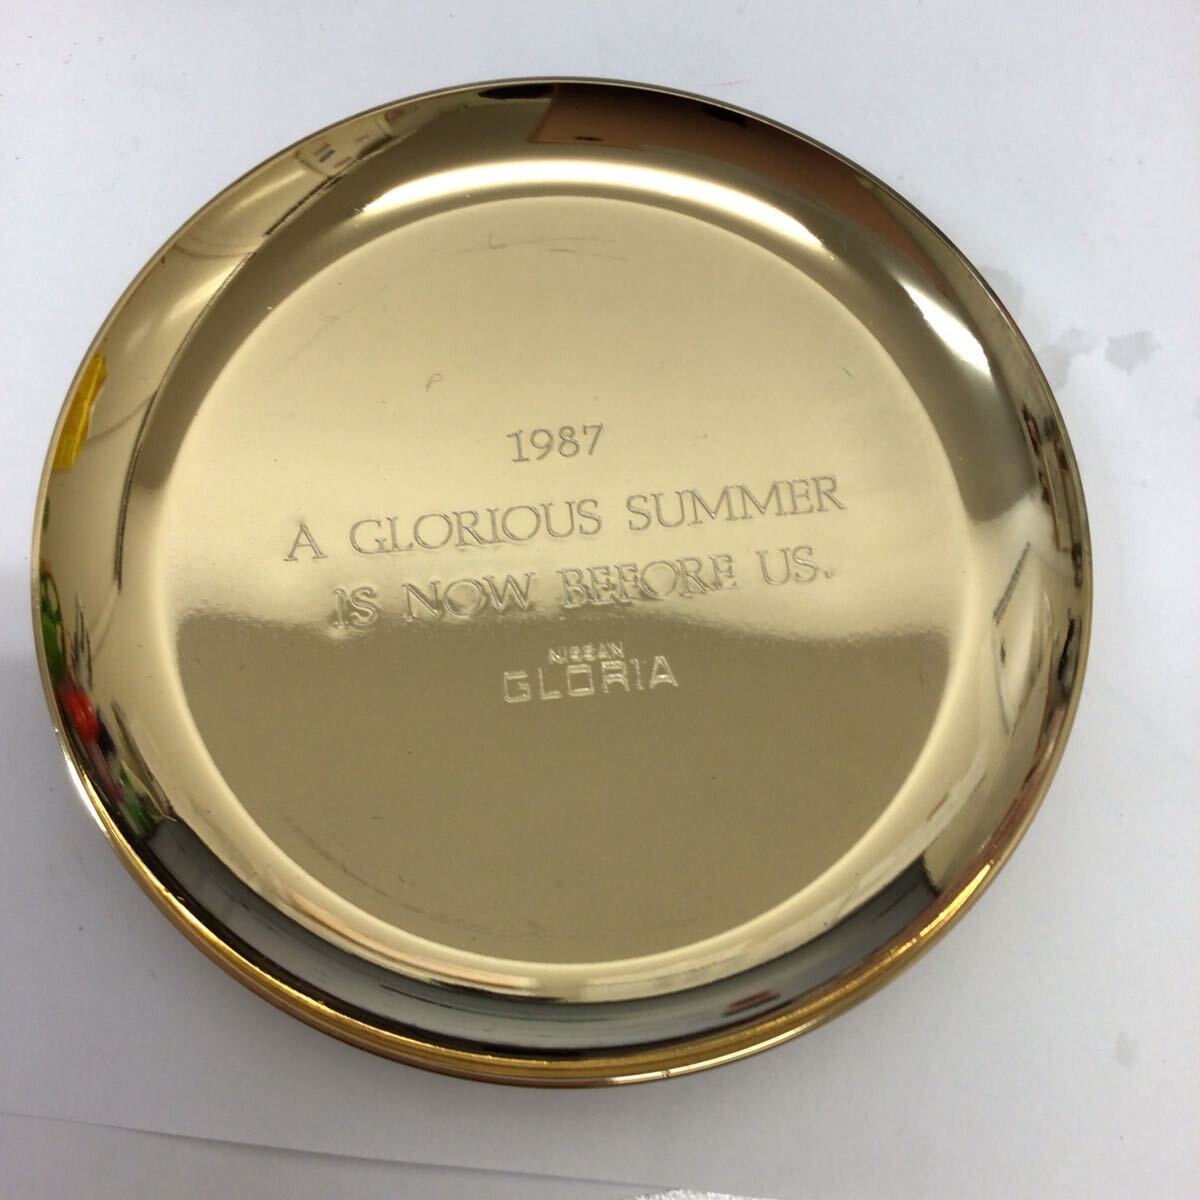 1987
A GLORIOUS SUMMER
IS NOW BEFORE US.
NISSAN
GLORIA